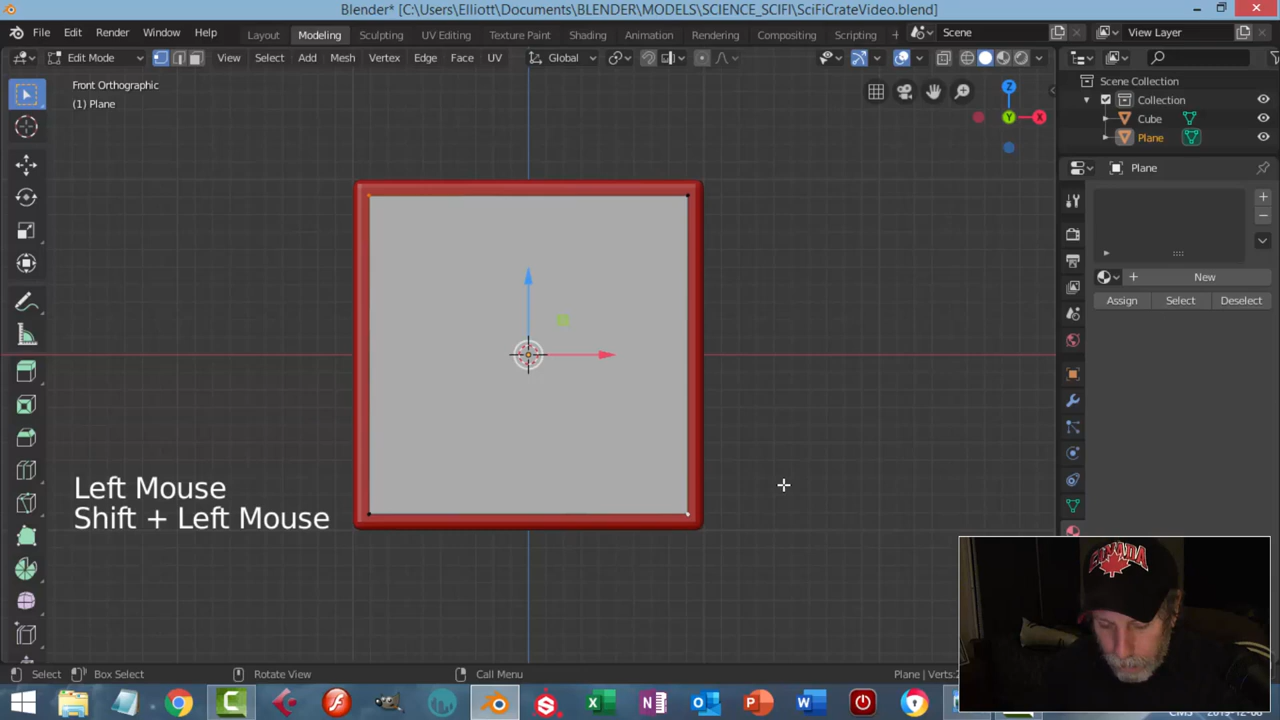 Blender* [C:\Users\Elliott\Documents\BLENDER\MODELS\SCIENCE_SCIFI\SciFiCrateVideo.blend]
File Edit Render Window Help Layout Modeling Sculpting UV Editing Texture Paint Shading Animation Rendering Compositing Scripting + Scene View Layer
Edit Mode View Select Add Mesh Vertex Edge Face UV Global
Front Orthographic
(1) Plane
Z
Y
X
Scene Collection
Collection
Cube
Plane
Plane
+ New
Assign Select Deselect
Left Mouse
Shift + Left Mouse
CANADA
Select Box Select Rotate View Call Menu Plane | Verts: